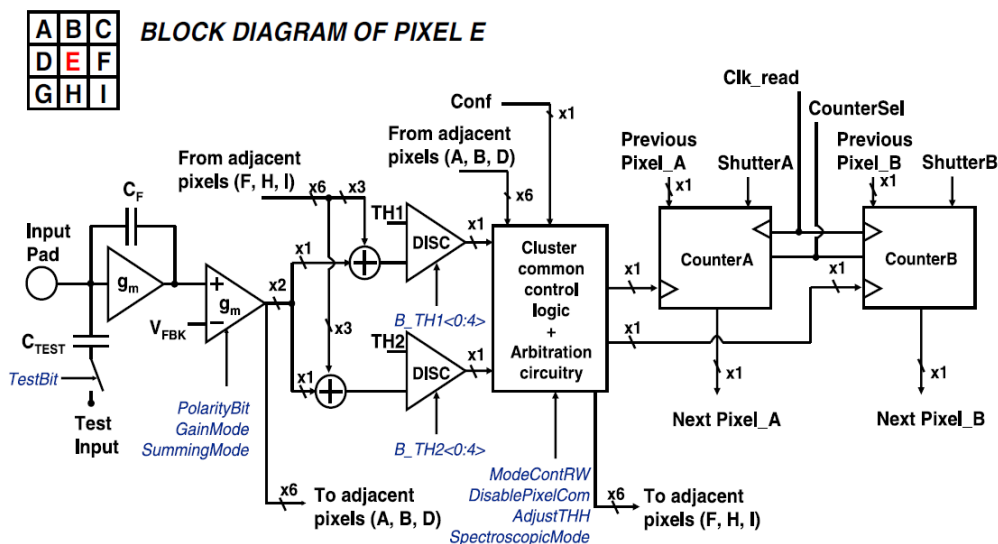 A B C
D E F
G H I
BLOCK DIAGRAM OF PIXEL E
Clk_read
CounterSel
Conf
x1
From adjacent
pixels (A, B, D)
x6
Previous
Pixel_A
x1
ShutterA
Previous
Pixel_B
x1
ShutterB
From adjacent
pixels (F, H, I)
x6
x3
CF
Input
Pad
gm
CTEST
TestBit
Test
Input
+
−
gm
VFBK
PolarityBit
GainMode
SummingMode
x2
x1
x3
x1
TH1
DISC
x1
B_TH1<0:4>
TH2
DISC
x1
B_TH2<0:4>
Cluster
common
control
logic
+
Arbitration
circuitry
x1
x1
CounterA
x1
CounterB
x1
Next Pixel_A
x1
Next Pixel_B
ModeContRW
DisablePixelCom
AdjustTHH
SpectroscopicMode
x6
To adjacent
pixels (A, B, D)
x6
To adjacent
pixels (F, H, I)